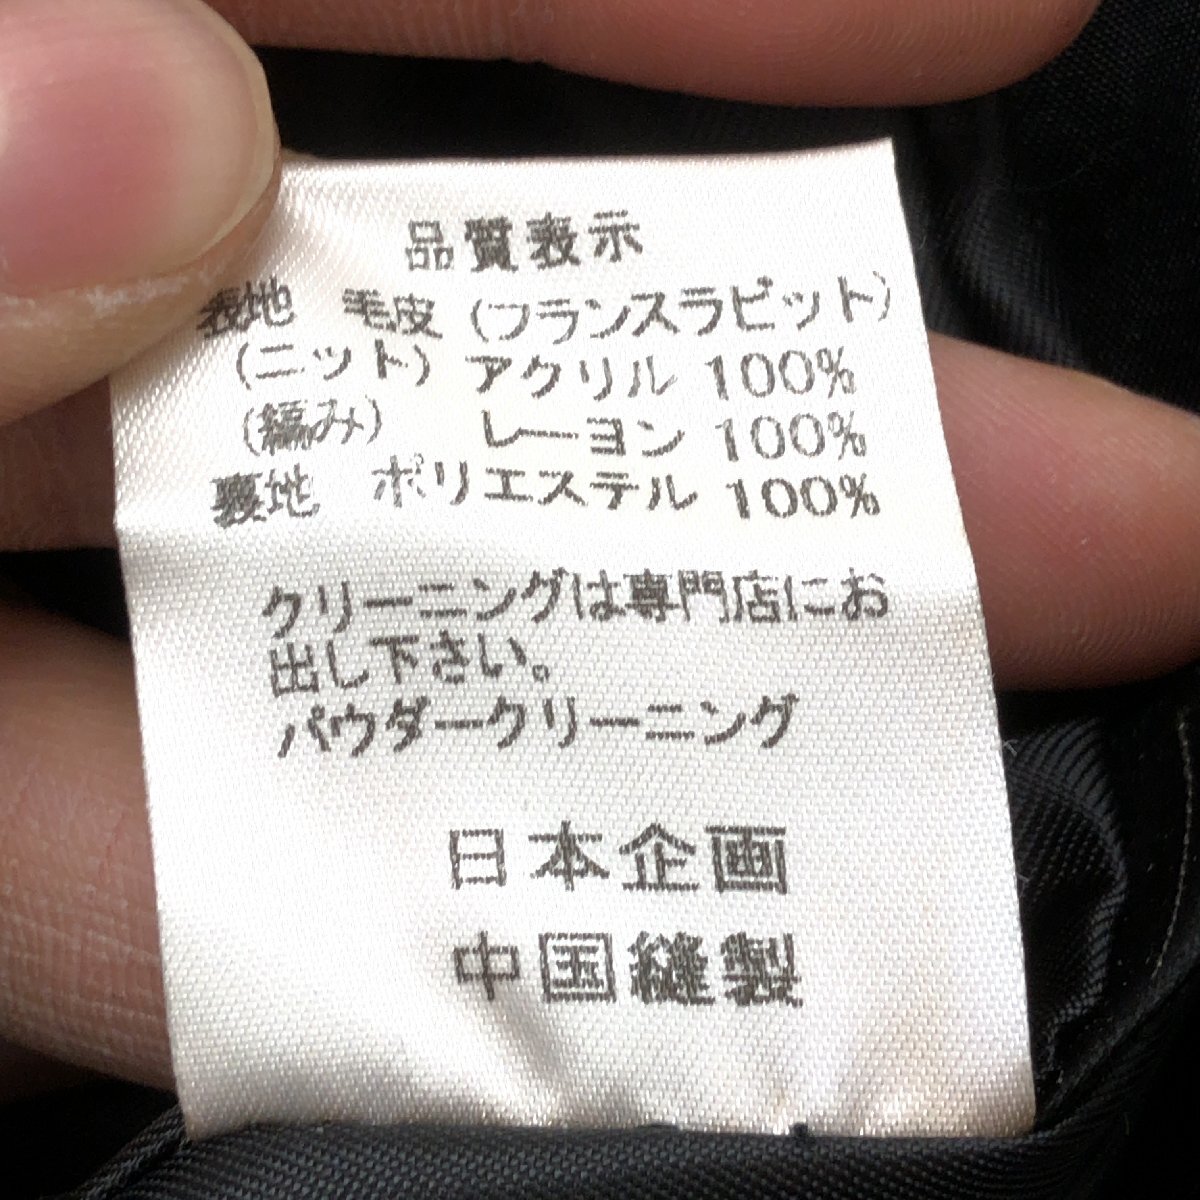 品質表示
表地 毛皮(フランスラビット)
(ニット) アクリル 100%
(編み) レーヨン 100%
裏地 ポリエステル 100%
クリーニングは専門店にお
出し下さい。
パウダークリーニング
日本企画
中国縫製